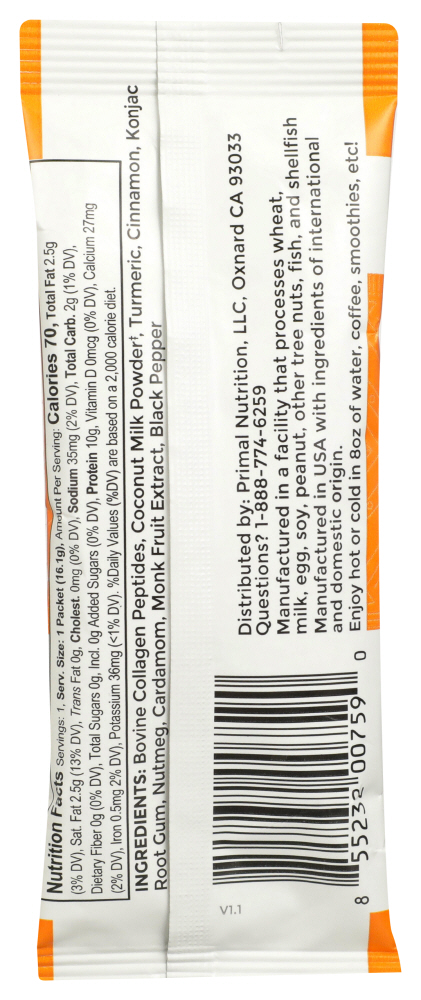 Nutrition Facts Servings: 1, Serv. Size: 1 Packet (16.1g), Amount Per Serving: Calories 70, Total Fat 2.5g
(3% DV), Sat. Fat 2.5g (13% DV), Trans Fat 0g, Cholest. 0mg (0% DV), Sodium 35mg (2% DV), Total Carb. 2g (1% DV),
Dietary Fiber 0g (0% DV), Total Sugars 0g, Incl. 0g Added Sugars (0% DV), Protein 10g, Vitamin D 0mcg (0% DV), Calcium 27mg
(2% DV), Iron 0.5mg 2% DV), Potassium 36mg (<1% DV). %Daily Values (%DV) are based on a 2,000 calorie diet.
INGREDIENTS: Bovine Collagen Peptides, Coconut Milk Powder†, Turmeric, Cinnamon, Konjac
Root Gum, Nutmeg, Cardamom, Monk Fruit Extract, Black Pepper
Distributed by: Primal Nutrition, LLC, Oxnard CA 93033
Questions? 1-888-774-6259
Manufactured in a facility that processes wheat,
milk, egg, soy, peanut, other tree nuts, fish, and shellfish
Manufactured in USA with ingredients of international
and domestic origin.
Enjoy hot or cold in 8oz of water, coffee, smoothies, etc!
V1.1
8 55232 00759 0